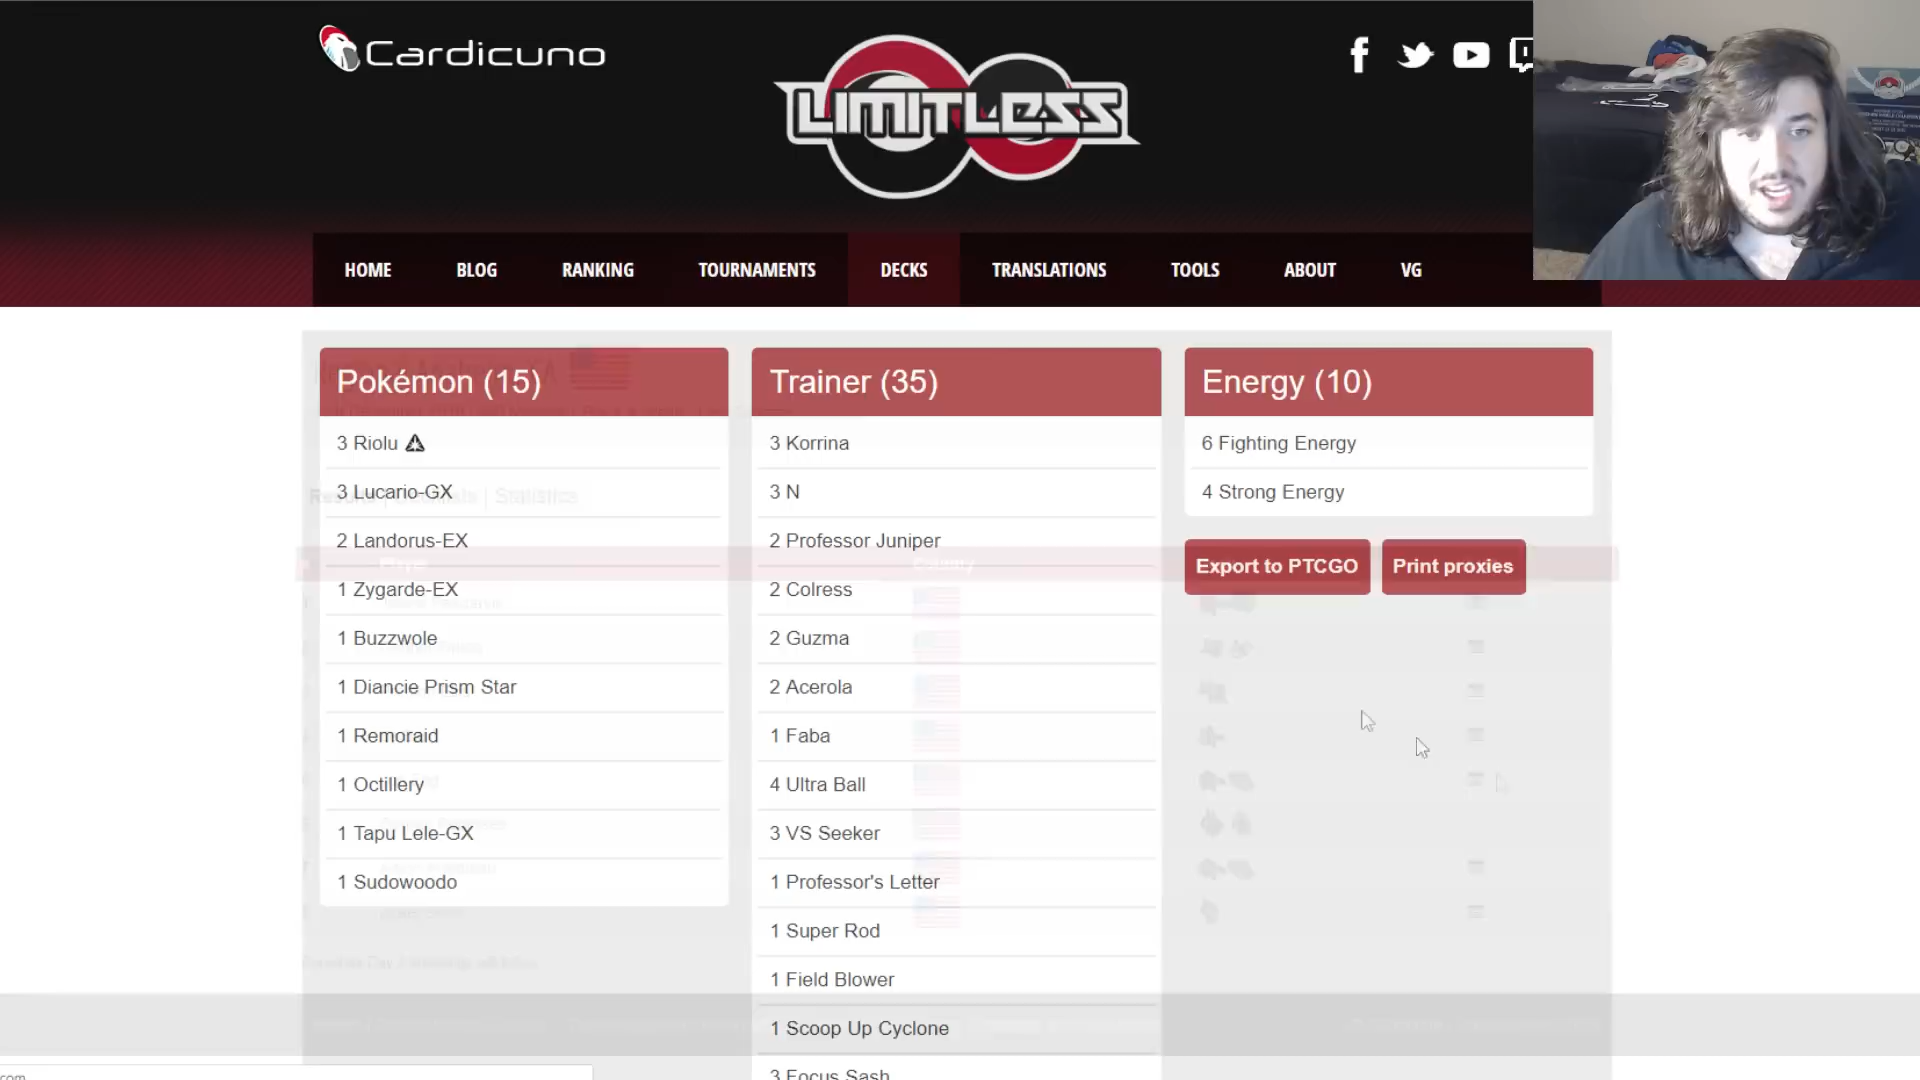 Cardicuno
LIMITLESS
HOME BLOG RANKING TOURNAMENTS DECKS TRANSLATIONS TOOLS ABOUT VG
Pokémon (15)
3 Riolu
3 Lucario-GX
2 Landorus-EX
1 Zygarde-EX
1 Buzzwole
1 Diancie Prism Star
1 Remoraid
1 Octillery
1 Tapu Lele-GX
1 Sudowoodo
Trainer (35)
3 Korrina
3 N
2 Professor Juniper
2 Colress
2 Guzma
2 Acerola
1 Faba
4 Ultra Ball
3 VS Seeker
1 Professor's Letter
1 Super Rod
1 Field Blower
1 Scoop Up Cyclone
3 Focus Sash
Energy (10)
6 Fighting Energy
4 Strong Energy
Export to PTCGO Print proxies
Statistics
Country
.com